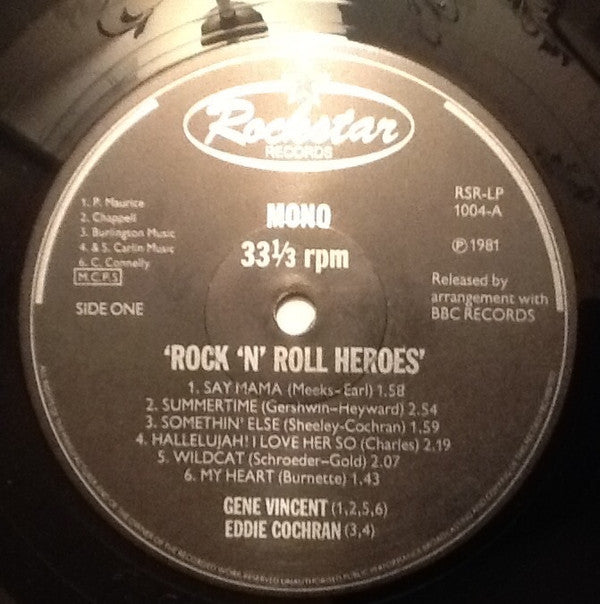 Rockstar
RECORDS
MONO
33⅓ rpm
1. P. Maurice
2. Chappell
3. Burlington Music
4. & 5. Carlin Music
6. C. Connelly
M.C.P.S
SIDE ONE
RSR-LP
1004-A
Ⓟ 1981
Released by
arrangement with
BBC RECORDS
'ROCK 'N' ROLL HEROES'
1. SAY MAMA (Meeks–Earl) 1.58
2. SUMMERTIME (Gershwin–Heyward) 2.54
3. SOMETHIN' ELSE (Sheeley-Cochran) 1.59
4. HALLELUJAH! I LOVE HER SO (Charles) 2.19
5. WILDCAT (Schroeder–Gold) 2.07
6. MY HEART (Burnette) 1.43
GENE VINCENT (1,2,5,6)
EDDIE COCHRAN (3,4)